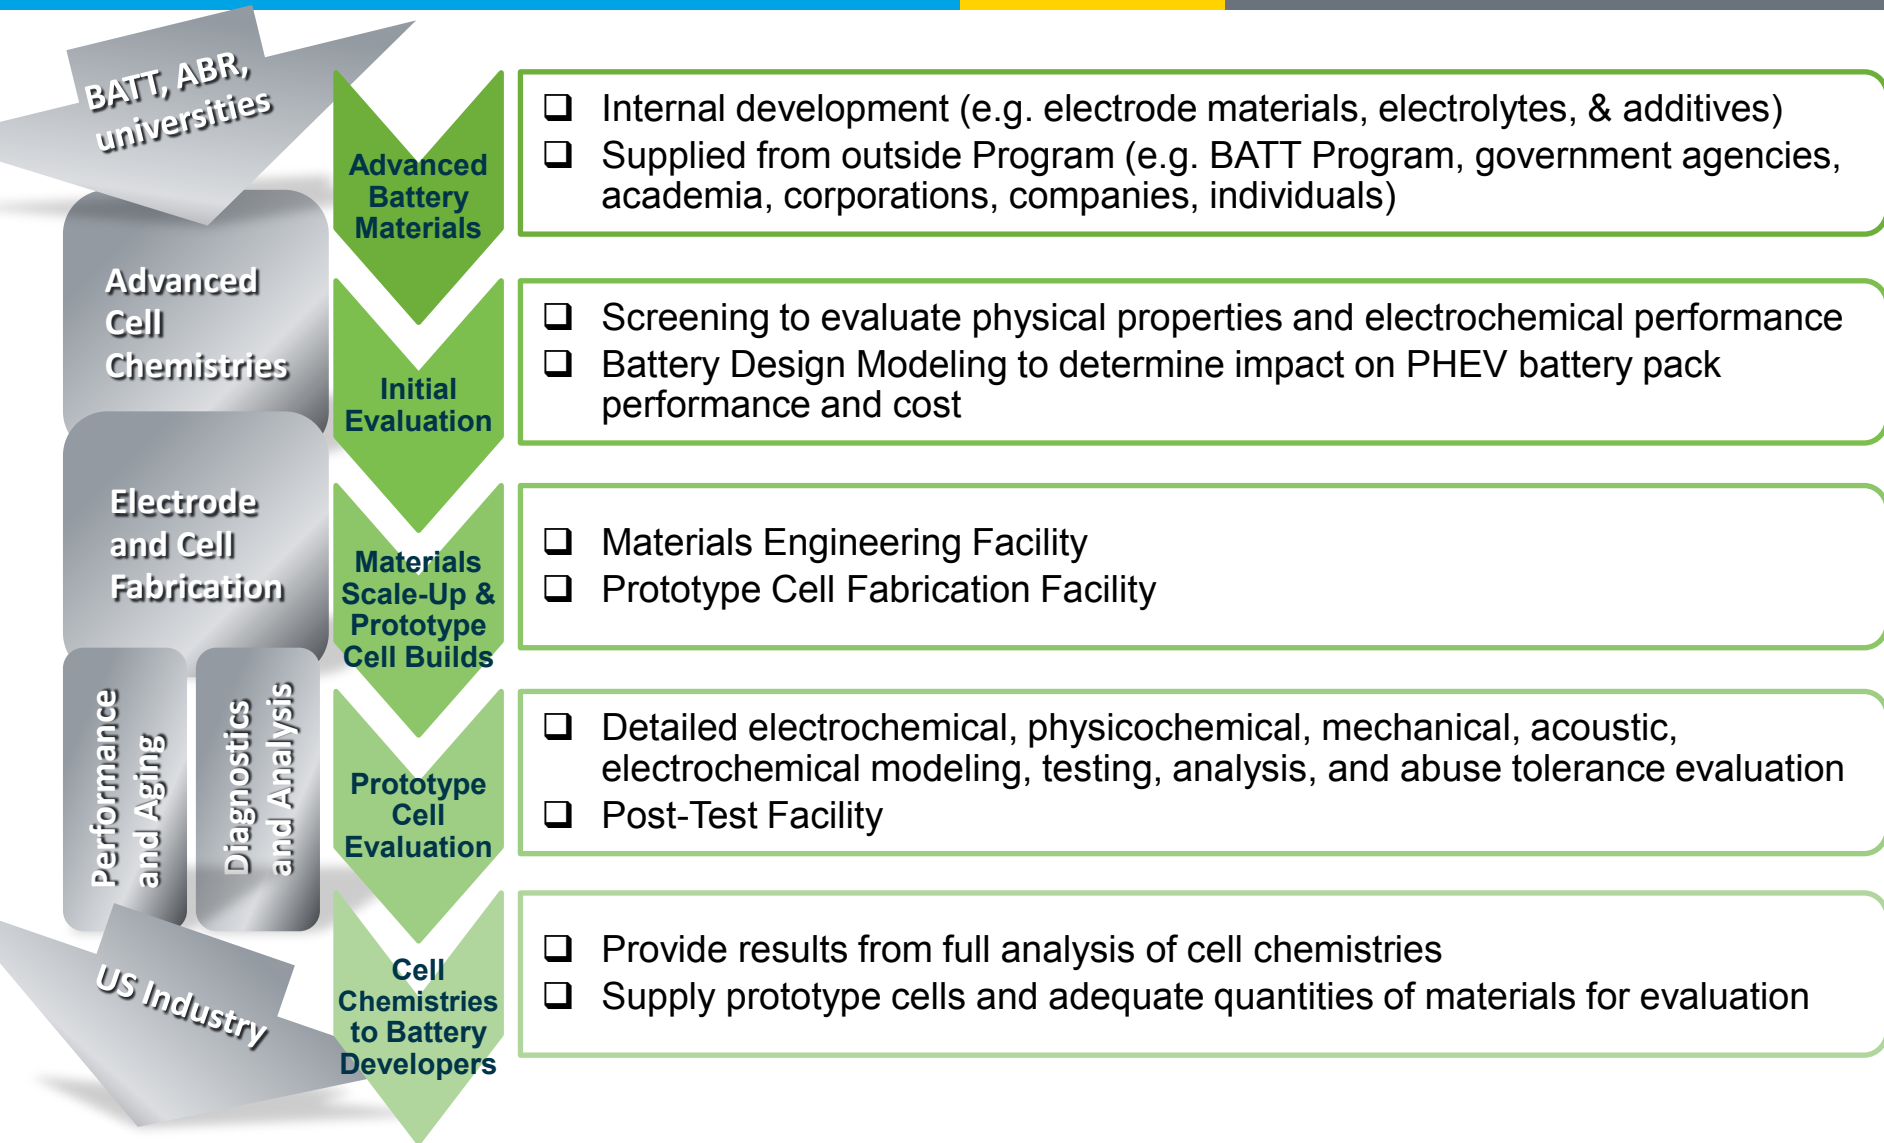 BATT, ABR,
universities
Advanced
Cell
Chemistries
Electrode
and Cell
Fabrication
Performance
and Aging
Diagnostics
and Analysis
US Industry
Advanced
Battery
Materials
❑ Internal development (e.g. electrode materials, electrolytes, & additives)
❑ Supplied from outside Program (e.g. BATT Program, government agencies,
academia, corporations, companies, individuals)
Initial
Evaluation
❑ Screening to evaluate physical properties and electrochemical performance
❑ Battery Design Modeling to determine impact on PHEV battery pack
performance and cost
Materials
Scale-Up &
Prototype
Cell Builds
❑ Materials Engineering Facility
❑ Prototype Cell Fabrication Facility
Prototype
Cell
Evaluation
❑ Detailed electrochemical, physicochemical, mechanical, acoustic,
electrochemical modeling, testing, analysis, and abuse tolerance evaluation
❑ Post-Test Facility
Cell
Chemistries
to Battery
Developers
❑ Provide results from full analysis of cell chemistries
❑ Supply prototype cells and adequate quantities of materials for evaluation